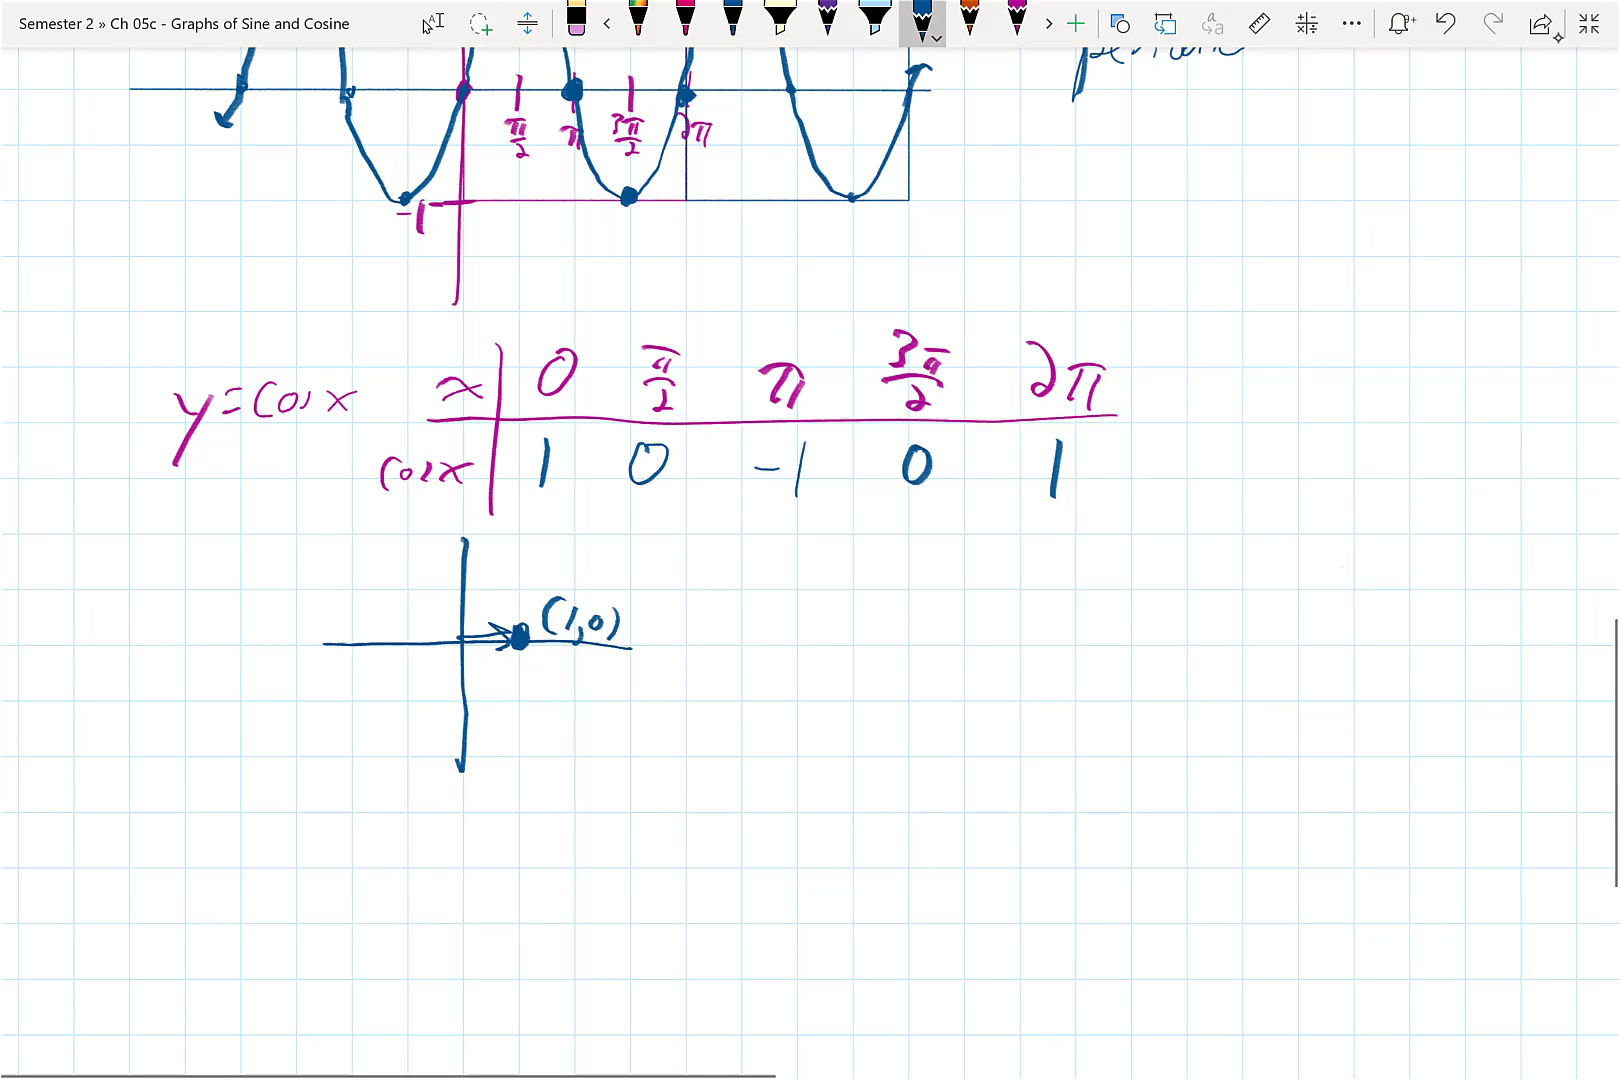 Semester 2 » Ch 05c - Graphs of Sine and Cosine
π/2 π 3π/2 2π
-1
y = cos x
x 0 π/2 π 3π/2 2π
cos x 1 0 -1 0 1
(1,0)